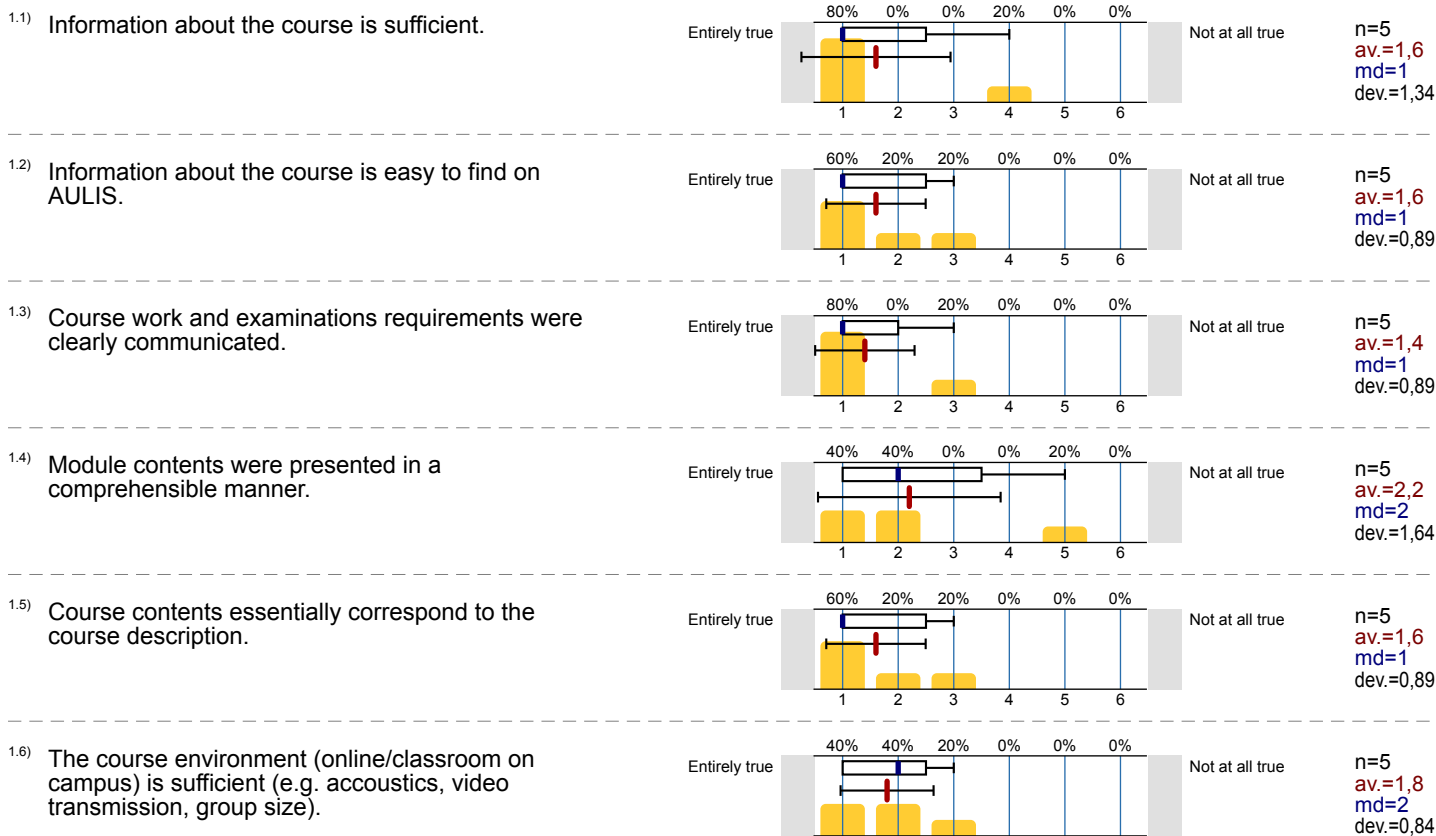 80% 0% 0% 20% 0% 0%
1.1) Information about the course is sufficient. Entirely true Not at all true n=5
av.=1,6
md=1
dev.=1,34
1 2 3 4 5 6
60% 20% 20% 0% 0% 0%
1.2) Information about the course is easy to find on Entirely true Not at all true n=5
AULIS. av.=1,6
md=1
dev.=0,89
1 2 3 4 5 6
80% 0% 20% 0% 0% 0%
1.3) Course work and examinations requirements were Entirely true Not at all true n=5
clearly communicated. av.=1,4
md=1
dev.=0,89
1 2 3 4 5 6
40% 40% 0% 0% 20% 0%
1.4) Module contents were presented in a Entirely true Not at all true n=5
comprehensible manner. av.=2,2
md=2
dev.=1,64
1 2 3 4 5 6
60% 20% 20% 0% 0% 0%
1.5) Course contents essentially correspond to the Entirely true Not at all true n=5
course description. av.=1,6
md=1
dev.=0,89
1 2 3 4 5 6
40% 40% 20% 0% 0% 0%
1.6) The course environment (online/classroom on Entirely true Not at all true n=5
campus) is sufficient (e.g. accoustics, video av.=1,8
transmission, group size). md=2
dev.=0,84
1 2 3 4 5 6